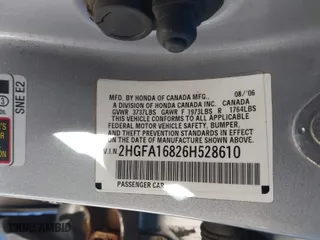 SNE E2
MFD. BY HONDA OF CANADA MFG. 08/'06
A DIVISION OF HONDA CANADA INC. CANADA
GVWR 3737LBS GAWR F 1973LBS R 1764LBS
THIS VEHICLE CONFORMS TO ALL APPLICABLE
FEDERAL MOTOR VEHICLE SAFETY, BUMPER,
AND THEFT PREVENTION STANDARDS IN EFFECT
ON THE DATE OF MANUFACTURE SHOWN ABOVE.
V.I.N. 2HGFA16826H528610
PASSENGER CAR